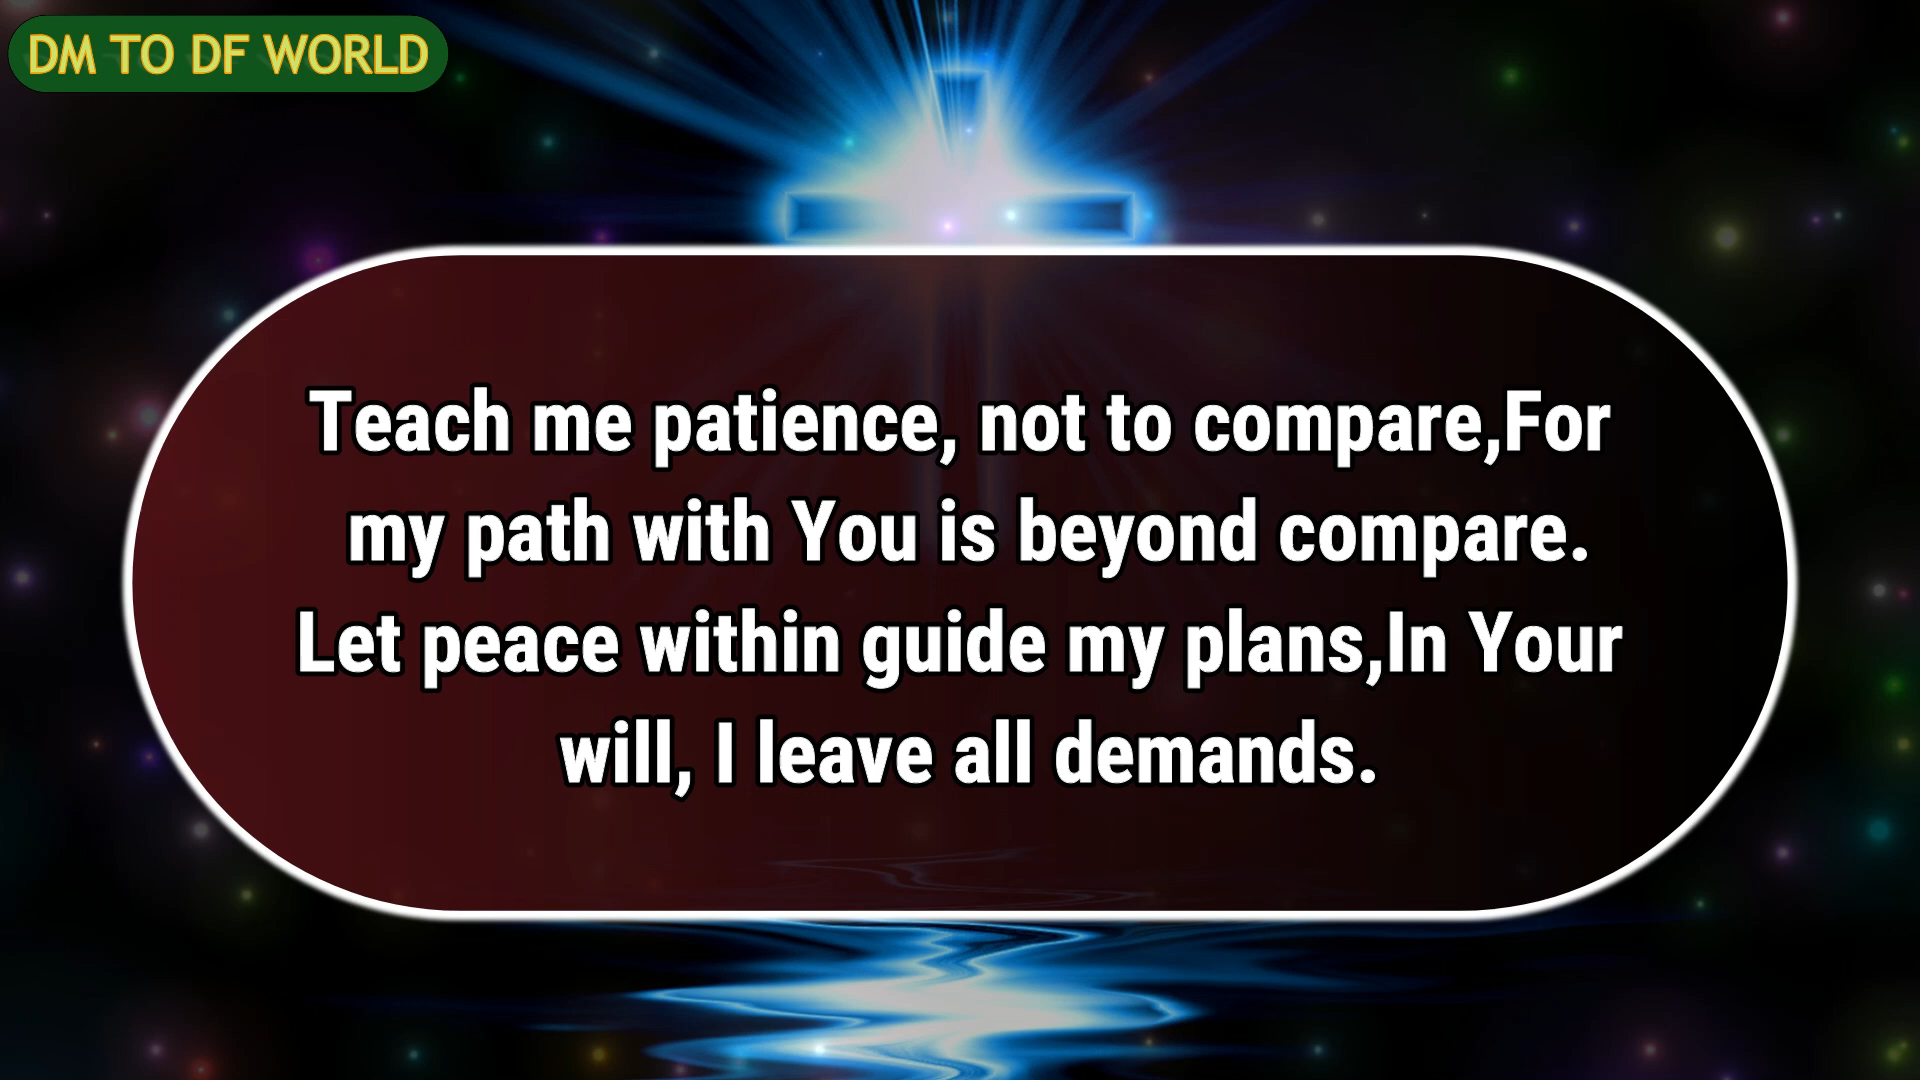 DM TO DF WORLD
Teach me patience, not to compare,For
my path with You is beyond compare.
Let peace within guide my plans,In Your
will, I leave all demands.